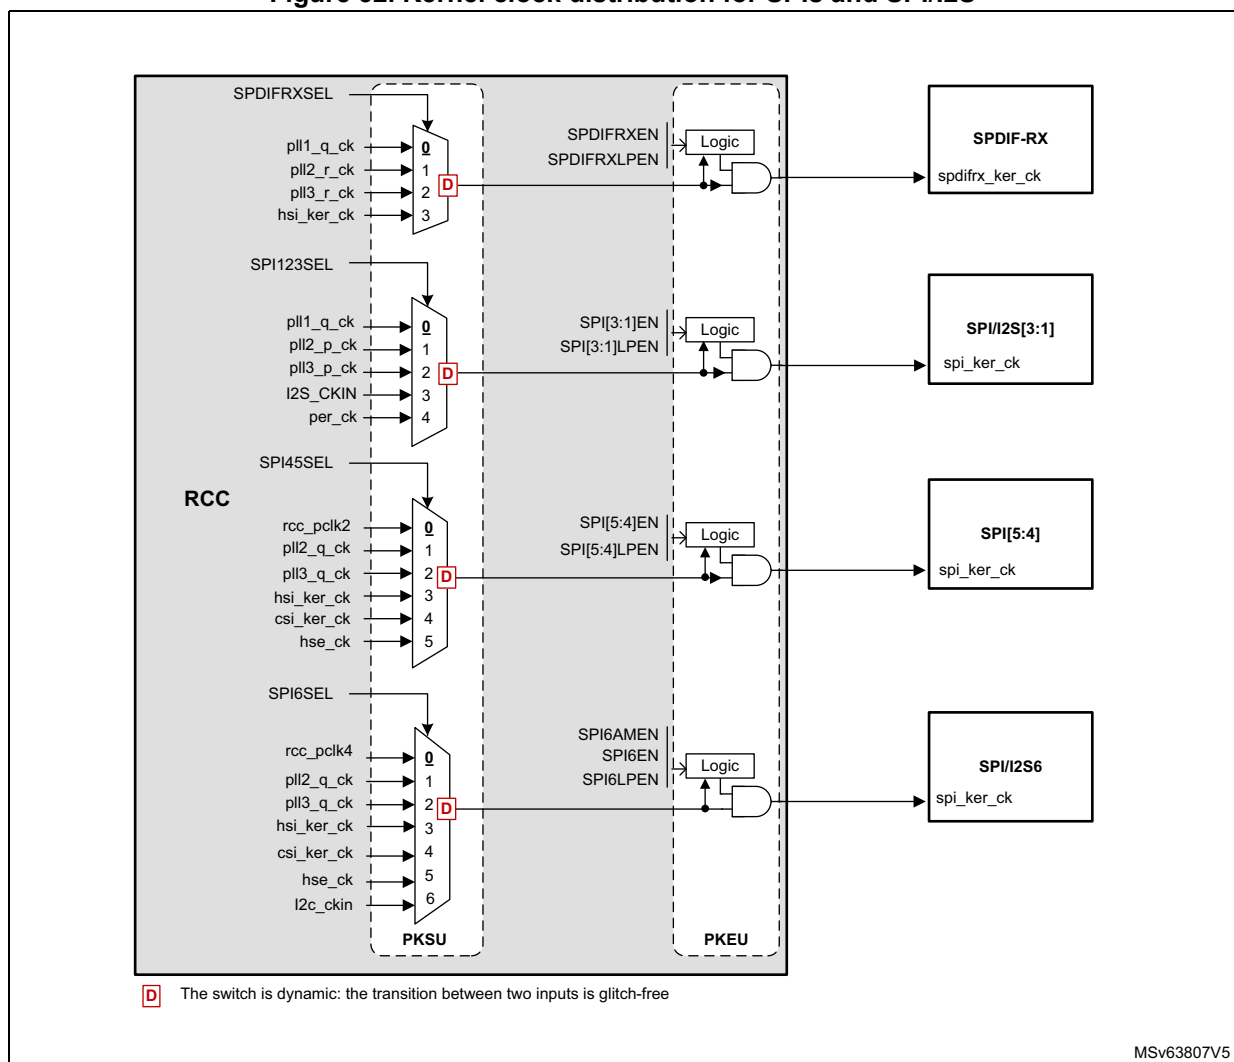 Figure 52. Kernel clock distribution for SPIs and SPI/I2S
SPDIFRXSEL
pll1_q_ck
pll2_r_ck
pll3_r_ck
hsi_ker_ck
0
1
2
3
D
SPDIFRXEN
SPDIFRXLPEN
Logic
SPDIF-RX
spdifrx_ker_ck
SPI123SEL
pll1_q_ck
pll2_p_ck
pll3_p_ck
I2S_CKIN
per_ck
0
1
2
3
4
D
SPI[3:1]EN
SPI[3:1]LPEN
Logic
SPI/I2S[3:1]
spi_ker_ck
SPI45SEL
RCC
rcc_pclk2
pll2_q_ck
pll3_q_ck
hsi_ker_ck
csi_ker_ck
hse_ck
0
1
2
3
4
5
D
SPI[5:4]EN
SPI[5:4]LPEN
Logic
SPI[5:4]
spi_ker_ck
SPI6SEL
rcc_pclk4
pll2_q_ck
pll3_q_ck
hsi_ker_ck
csi_ker_ck
hse_ck
I2c_ckin
0
1
2
3
4
5
6
D
SPI6AMEN
SPI6EN
SPI6LPEN
Logic
SPI/I2S6
spi_ker_ck
PKSU
PKEU
D The switch is dynamic: the transition between two inputs is glitch-free
MSv63807V5